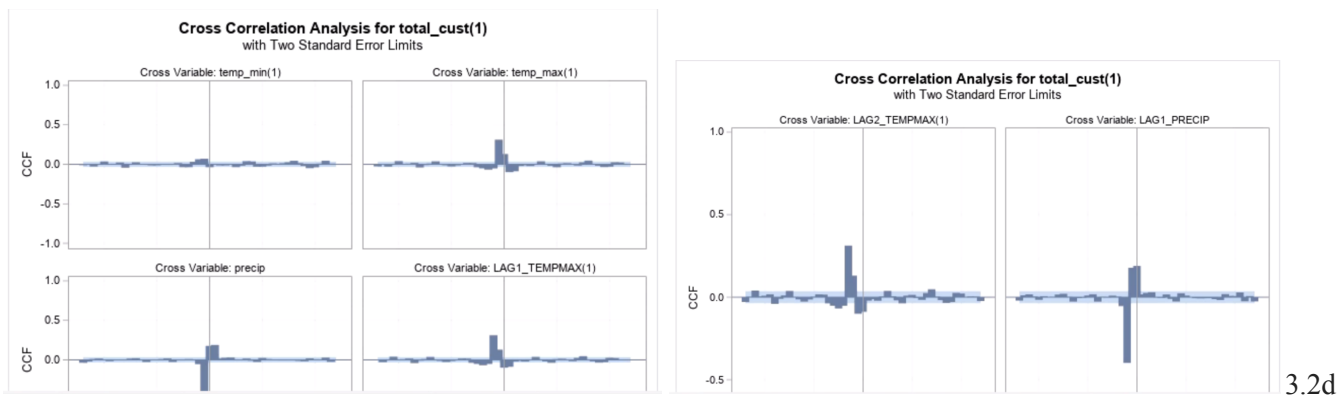 Cross Correlation Analysis for total_cust(1)
with Two Standard Error Limits
Cross Variable: temp_min(1)
Cross Variable: temp_max(1)
1.0
0.5
0.0
-0.5
-1.0
CCF
Cross Variable: precip
Cross Variable: LAG1_TEMPMAX(1)
1.0
0.5
0.0
CCF
Cross Correlation Analysis for total_cust(1)
with Two Standard Error Limits
Cross Variable: LAG2_TEMPMAX(1)
Cross Variable: LAG1_PRECIP
1.0
0.5
0.0
-0.5
CCF
3.2d